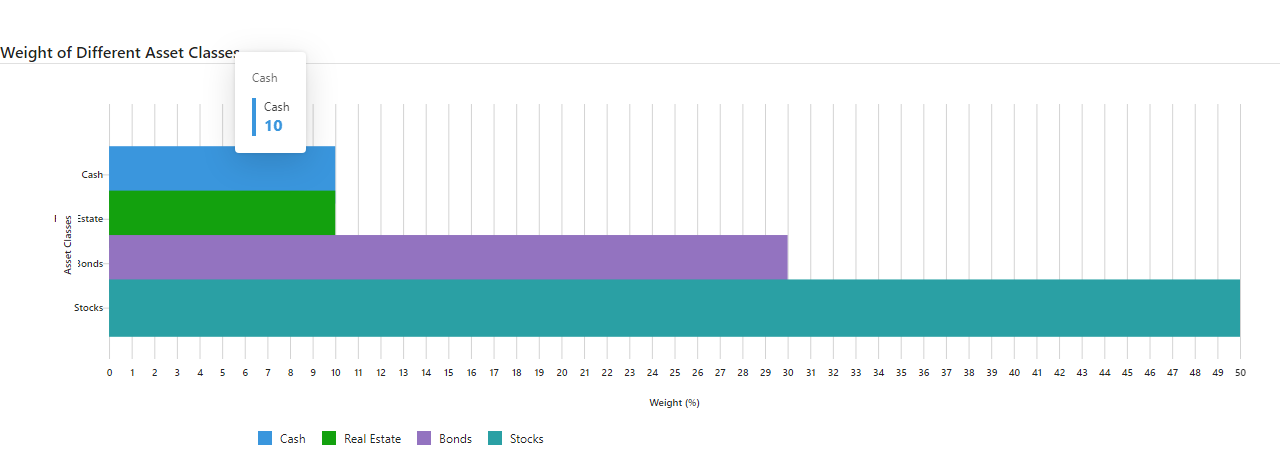 Weight of Different Asset Classes
Cash
Cash
10
Cash
Estate
Asset Classes
Bonds
Stocks
0 1 2 3 4 5 6 7 8 9 10 11 12 13 14 15 16 17 18 19 20 21 22 23 24 25 26 27 28 29 30 31 32 33 34 35 36 37 38 39 40 41 42 43 44 45 46 47 48 49 50
Weight (%)
Cash Real Estate Bonds Stocks